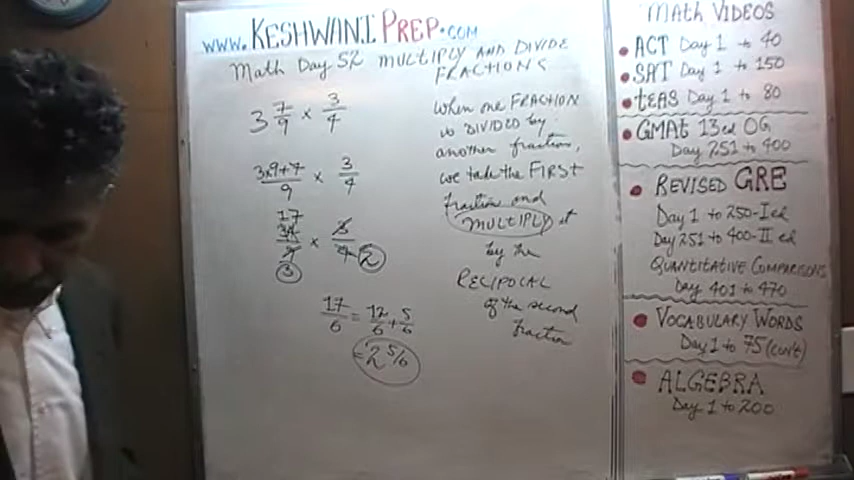 www.KESHWANI PREP.COM
Math Day 52 MULTIPLY AND DIVIDE
FRACTIONS
3 7/9 x 3/4
3x9+7/9 x 3/4
17
34/9 x 3/4 2
3
17/6 = 12/6 + 5/6
= 2 5/6
When one FRACTION
is DIVIDED by
another fraction,
we take the FIRST
fraction and
MULTIPLY it
by the
RECIPOCAL
of the second
fraction
Math VIDEOS
ACT Day 1 to 40
SAT Day 1 to 150
tEAS Day 1 to 80
GMAt 13ed OG
Day 251 to 400
REVISED GRE
Day 1 to 250-I ed
Day 251 to 400-II ed
QUANTITATIVE COMPARISONS
Day 401 to 470
VOCABULARY WORDS
Day 1 to 75 (con't)
ALGEBRA
Day 1 to 200